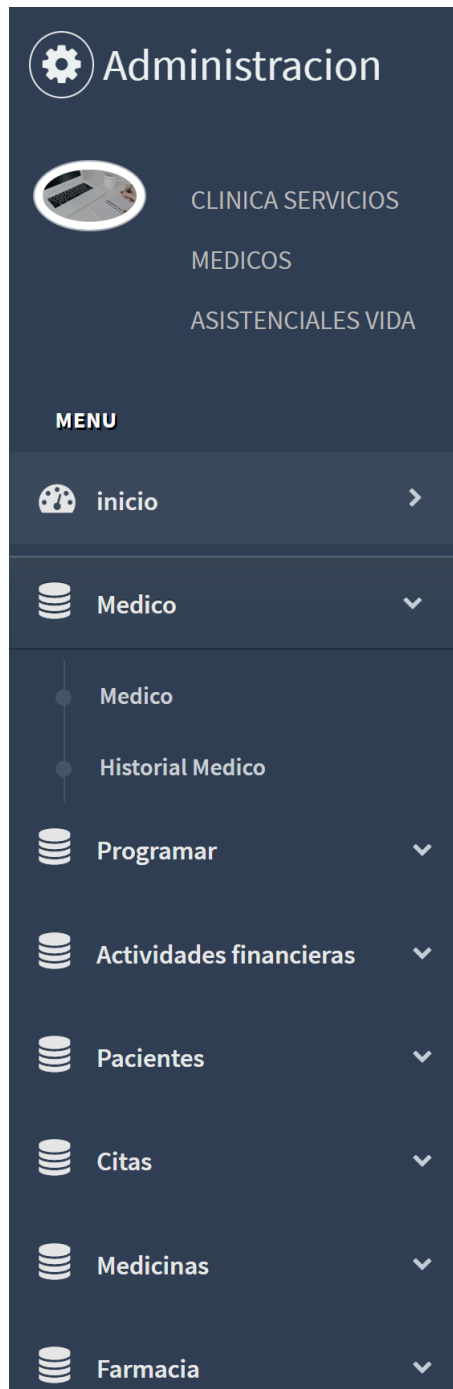 Administracion
CLINICA SERVICIOS
MEDICOS
ASISTENCIALES VIDA
MENU
inicio
Medico
Medico
Historial Medico
Programar
Actividades financieras
Pacientes
Citas
Medicinas
Farmacia